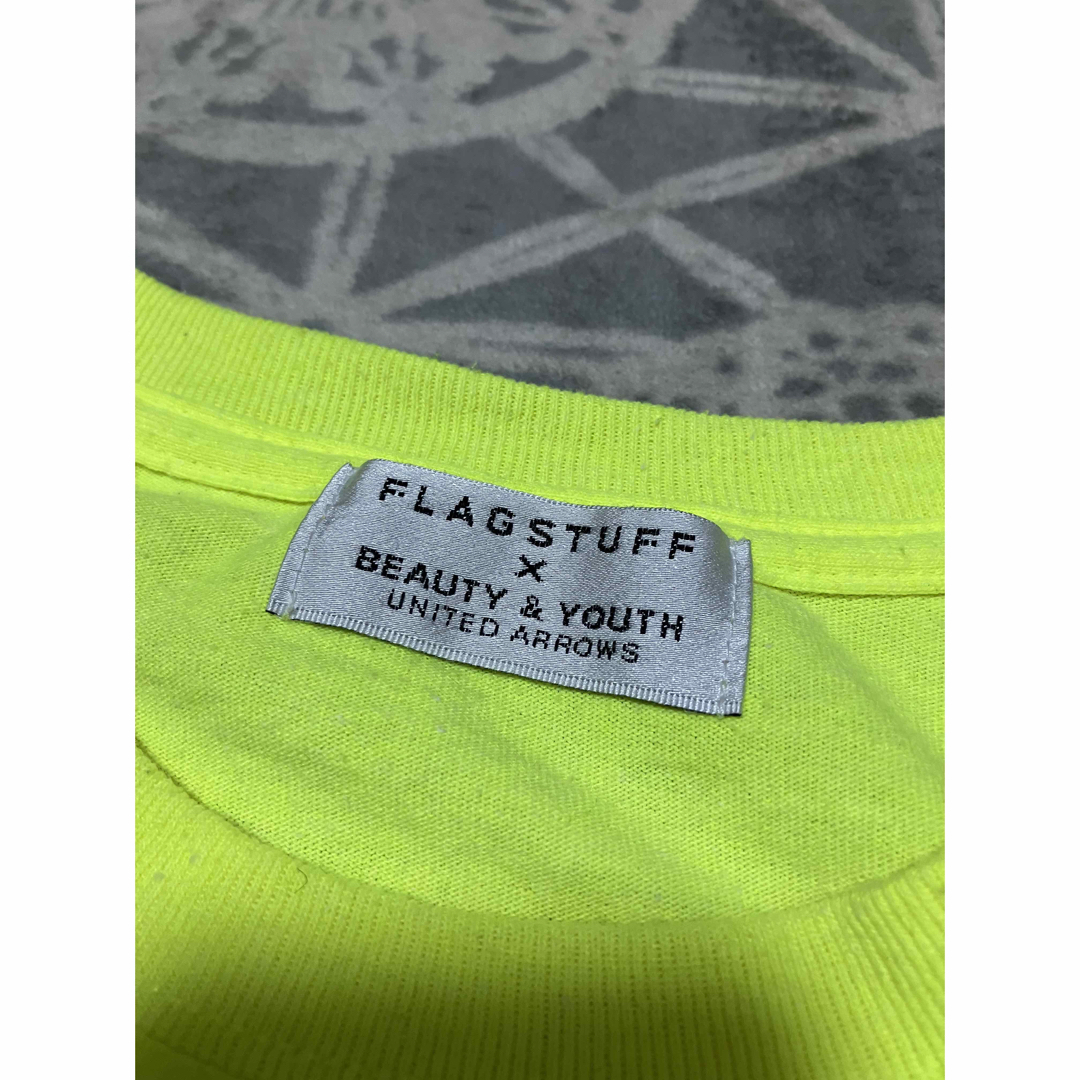 FLAGSTUFF
X
BEAUTY & YOUTH
UNITED ARROWS